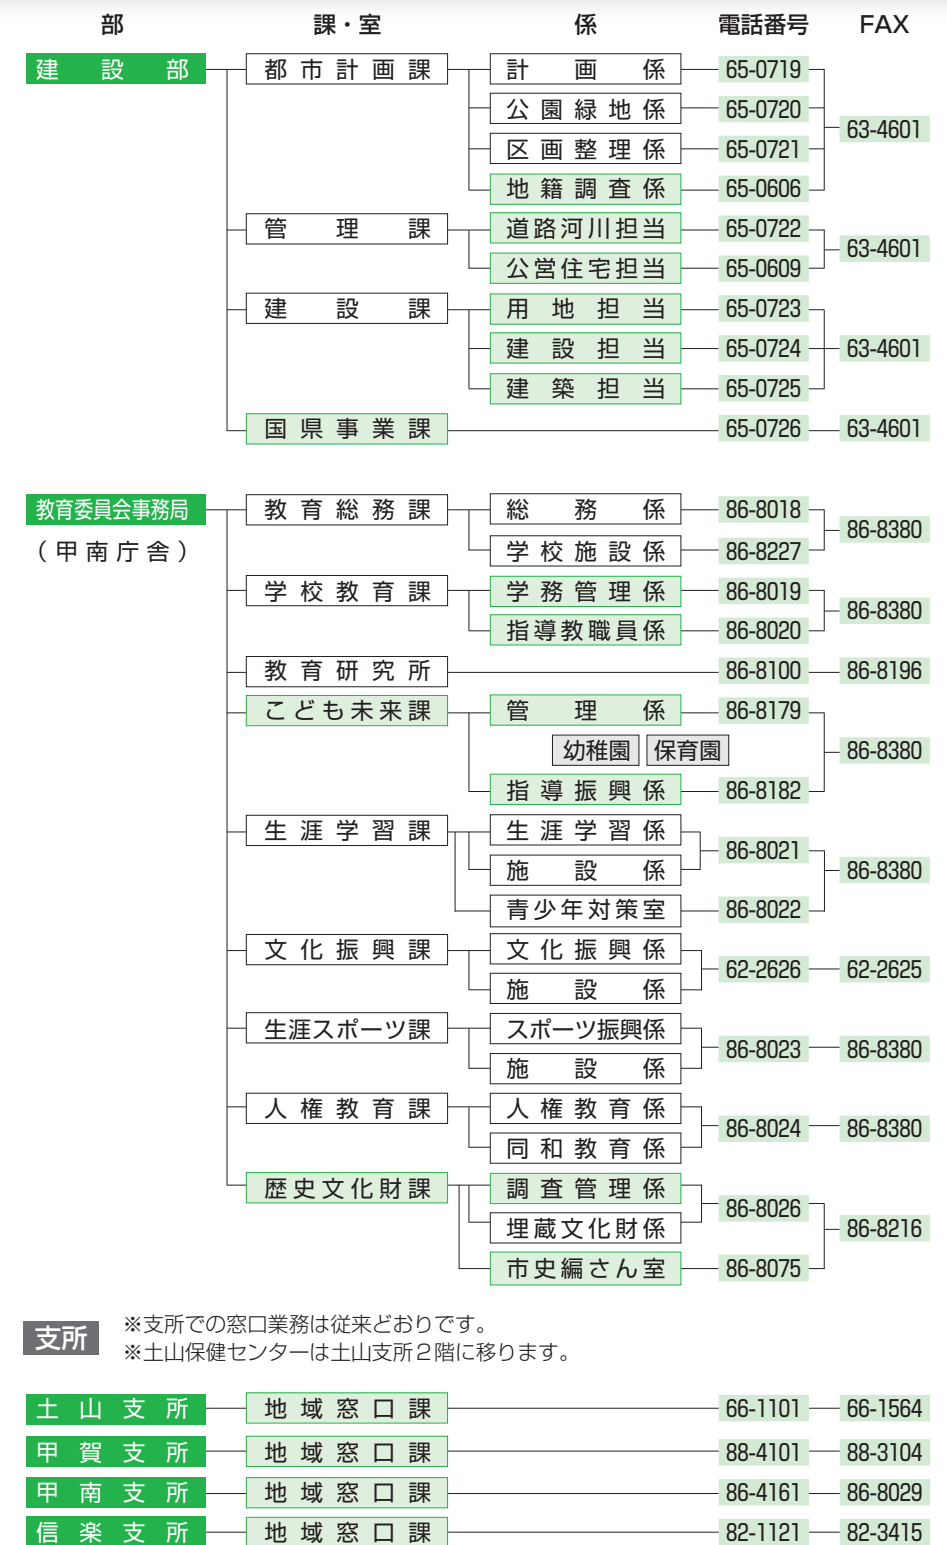 部 課・室 係 電話番号 FAX
建設部 都市計画課 計画係 65-0719
公園緑地係 65-0720
63-4601
区画整理係 65-0721
地籍調査係 65-0606
管理課 道路河川担当 65-0722
63-4601
公営住宅担当 65-0609
建設課 用地担当 65-0723
建設担当 65-0724 63-4601
建築担当 65-0725
国県事業課 65-0726 63-4601
教育委員会事務局 教育総務課 総務係 86-8018
86-8380
(甲南庁舎) 学校施設係 86-8227
学校教育課 学務管理係 86-8019
86-8380
指導教職員係 86-8020
教育研究所 86-8100 86-8196
こども未来課 管理係 86-8179
幼稚園 保育園 86-8380
指導振興係 86-8182
生涯学習課 生涯学習係
86-8021
施設係 86-8380
青少年対策室 86-8022
文化振興課 文化振興係
62-2626 62-2625
施設係
生涯スポーツ課 スポーツ振興係
86-8023 86-8380
施設係
人権教育課 人権教育係
86-8024 86-8380
同和教育係
歴史文化財課 調査管理係
86-8026
埋蔵文化財係 86-8216
市史編さん室 86-8075
支所
※支所での窓口業務は従来どおりです。
※土山保健センターは土山支所2階に移ります。
土山支所 地域窓口課 66-1101 66-1564
甲賀支所 地域窓口課 88-4101 88-3104
甲南支所 地域窓口課 86-4161 86-8029
信楽支所 地域窓口課 82-1121 82-3415